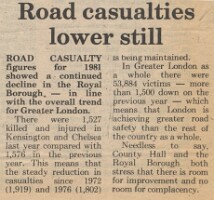 Road casualties
lower still
ROAD CASUALTY
figures for 1981
showed a continued
decline in the Royal
Borough, — in line
with the overall trend
for Greater London.
There were 1,527
killed and injured in
Kensington and Chelsea
last year compared with
1,576 in the previous
year. This means that
the steady reduction in
casualties since 1972
(1,919) and 1976 (1,802)
is being maintained.
In Greater London as
a whole there were
53,884 victims — more
than 1,500 down on the
previous year — which
means that London is
achieving greater road
safety than the rest of
the country as a whole.
Needless to say,
County Hall and the
Royal Borough both
stress that there is room
for improvement and no
room for complacency.